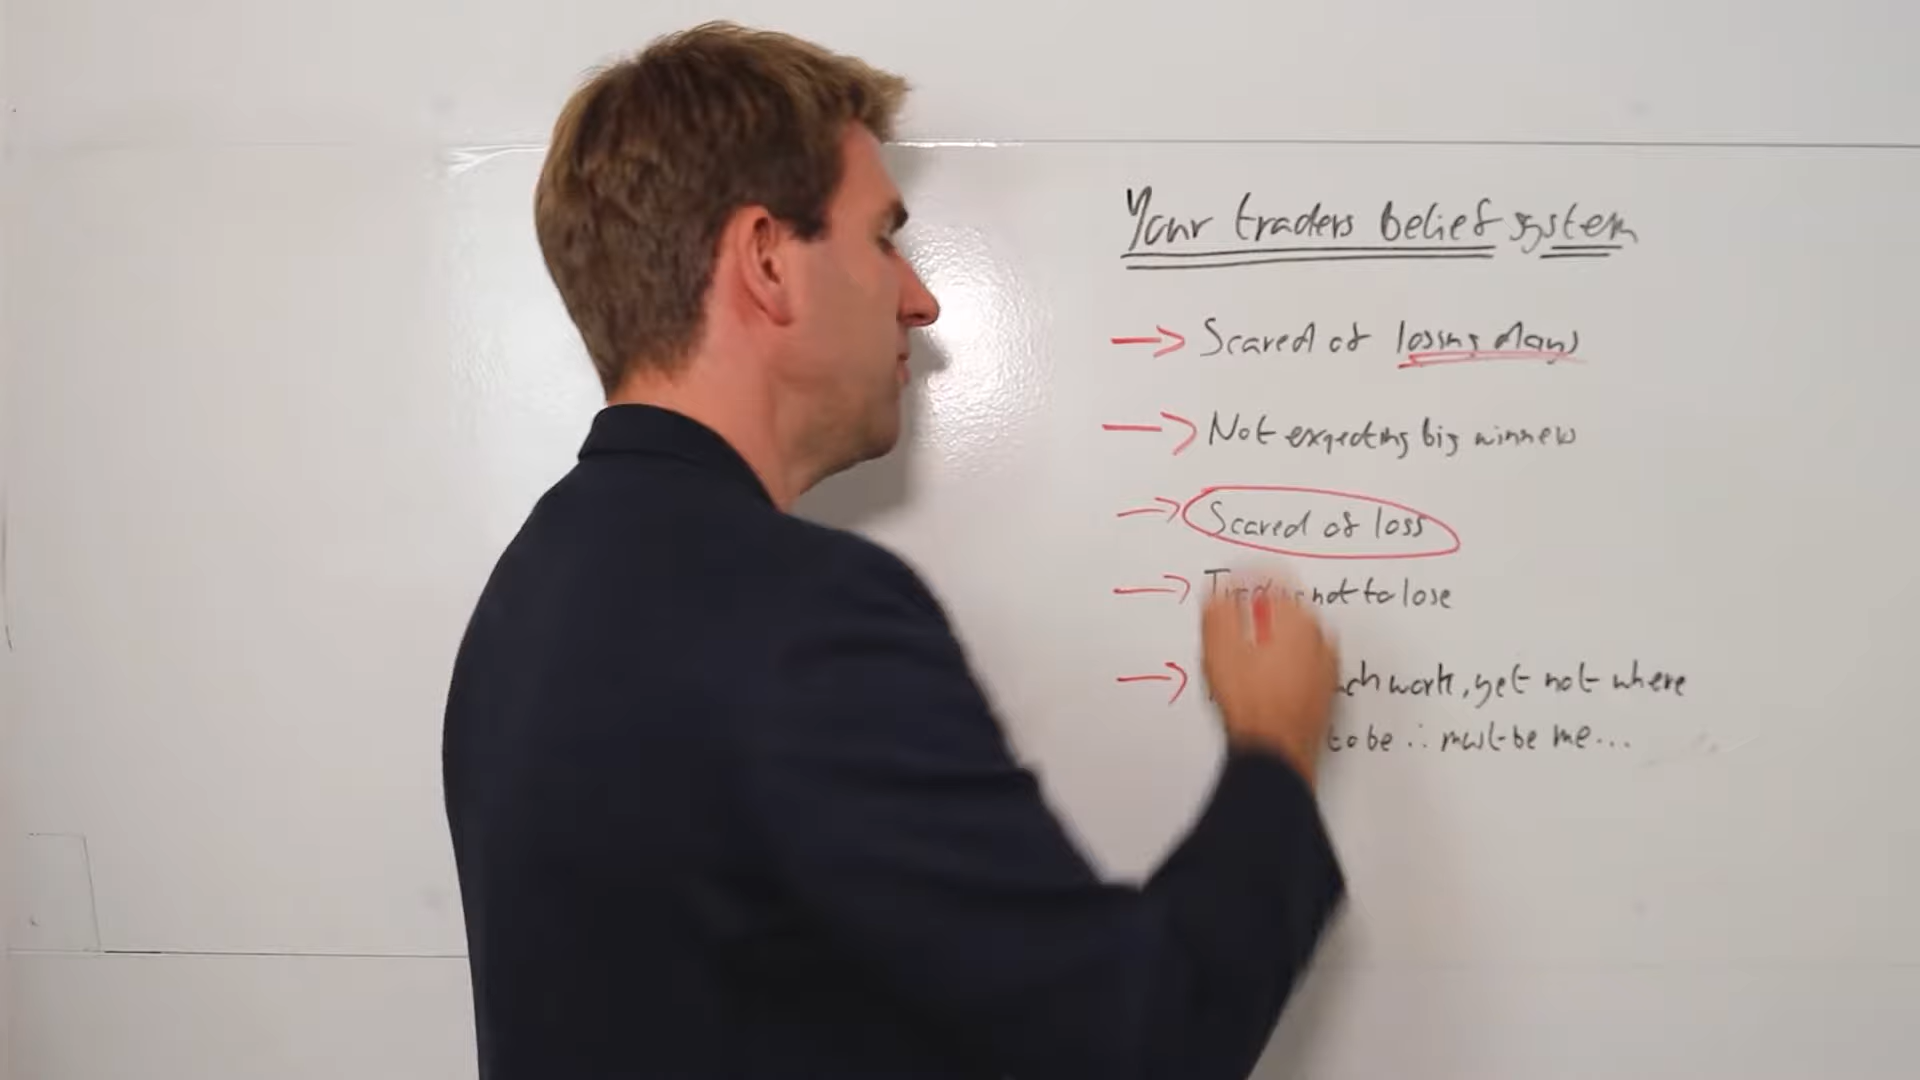 Your traders belief system
→ Scared of losing days
→ Not expecting big winners
→ Scared of loss
→ not to lose
→ work, yet not where
to be ∴ must be me...